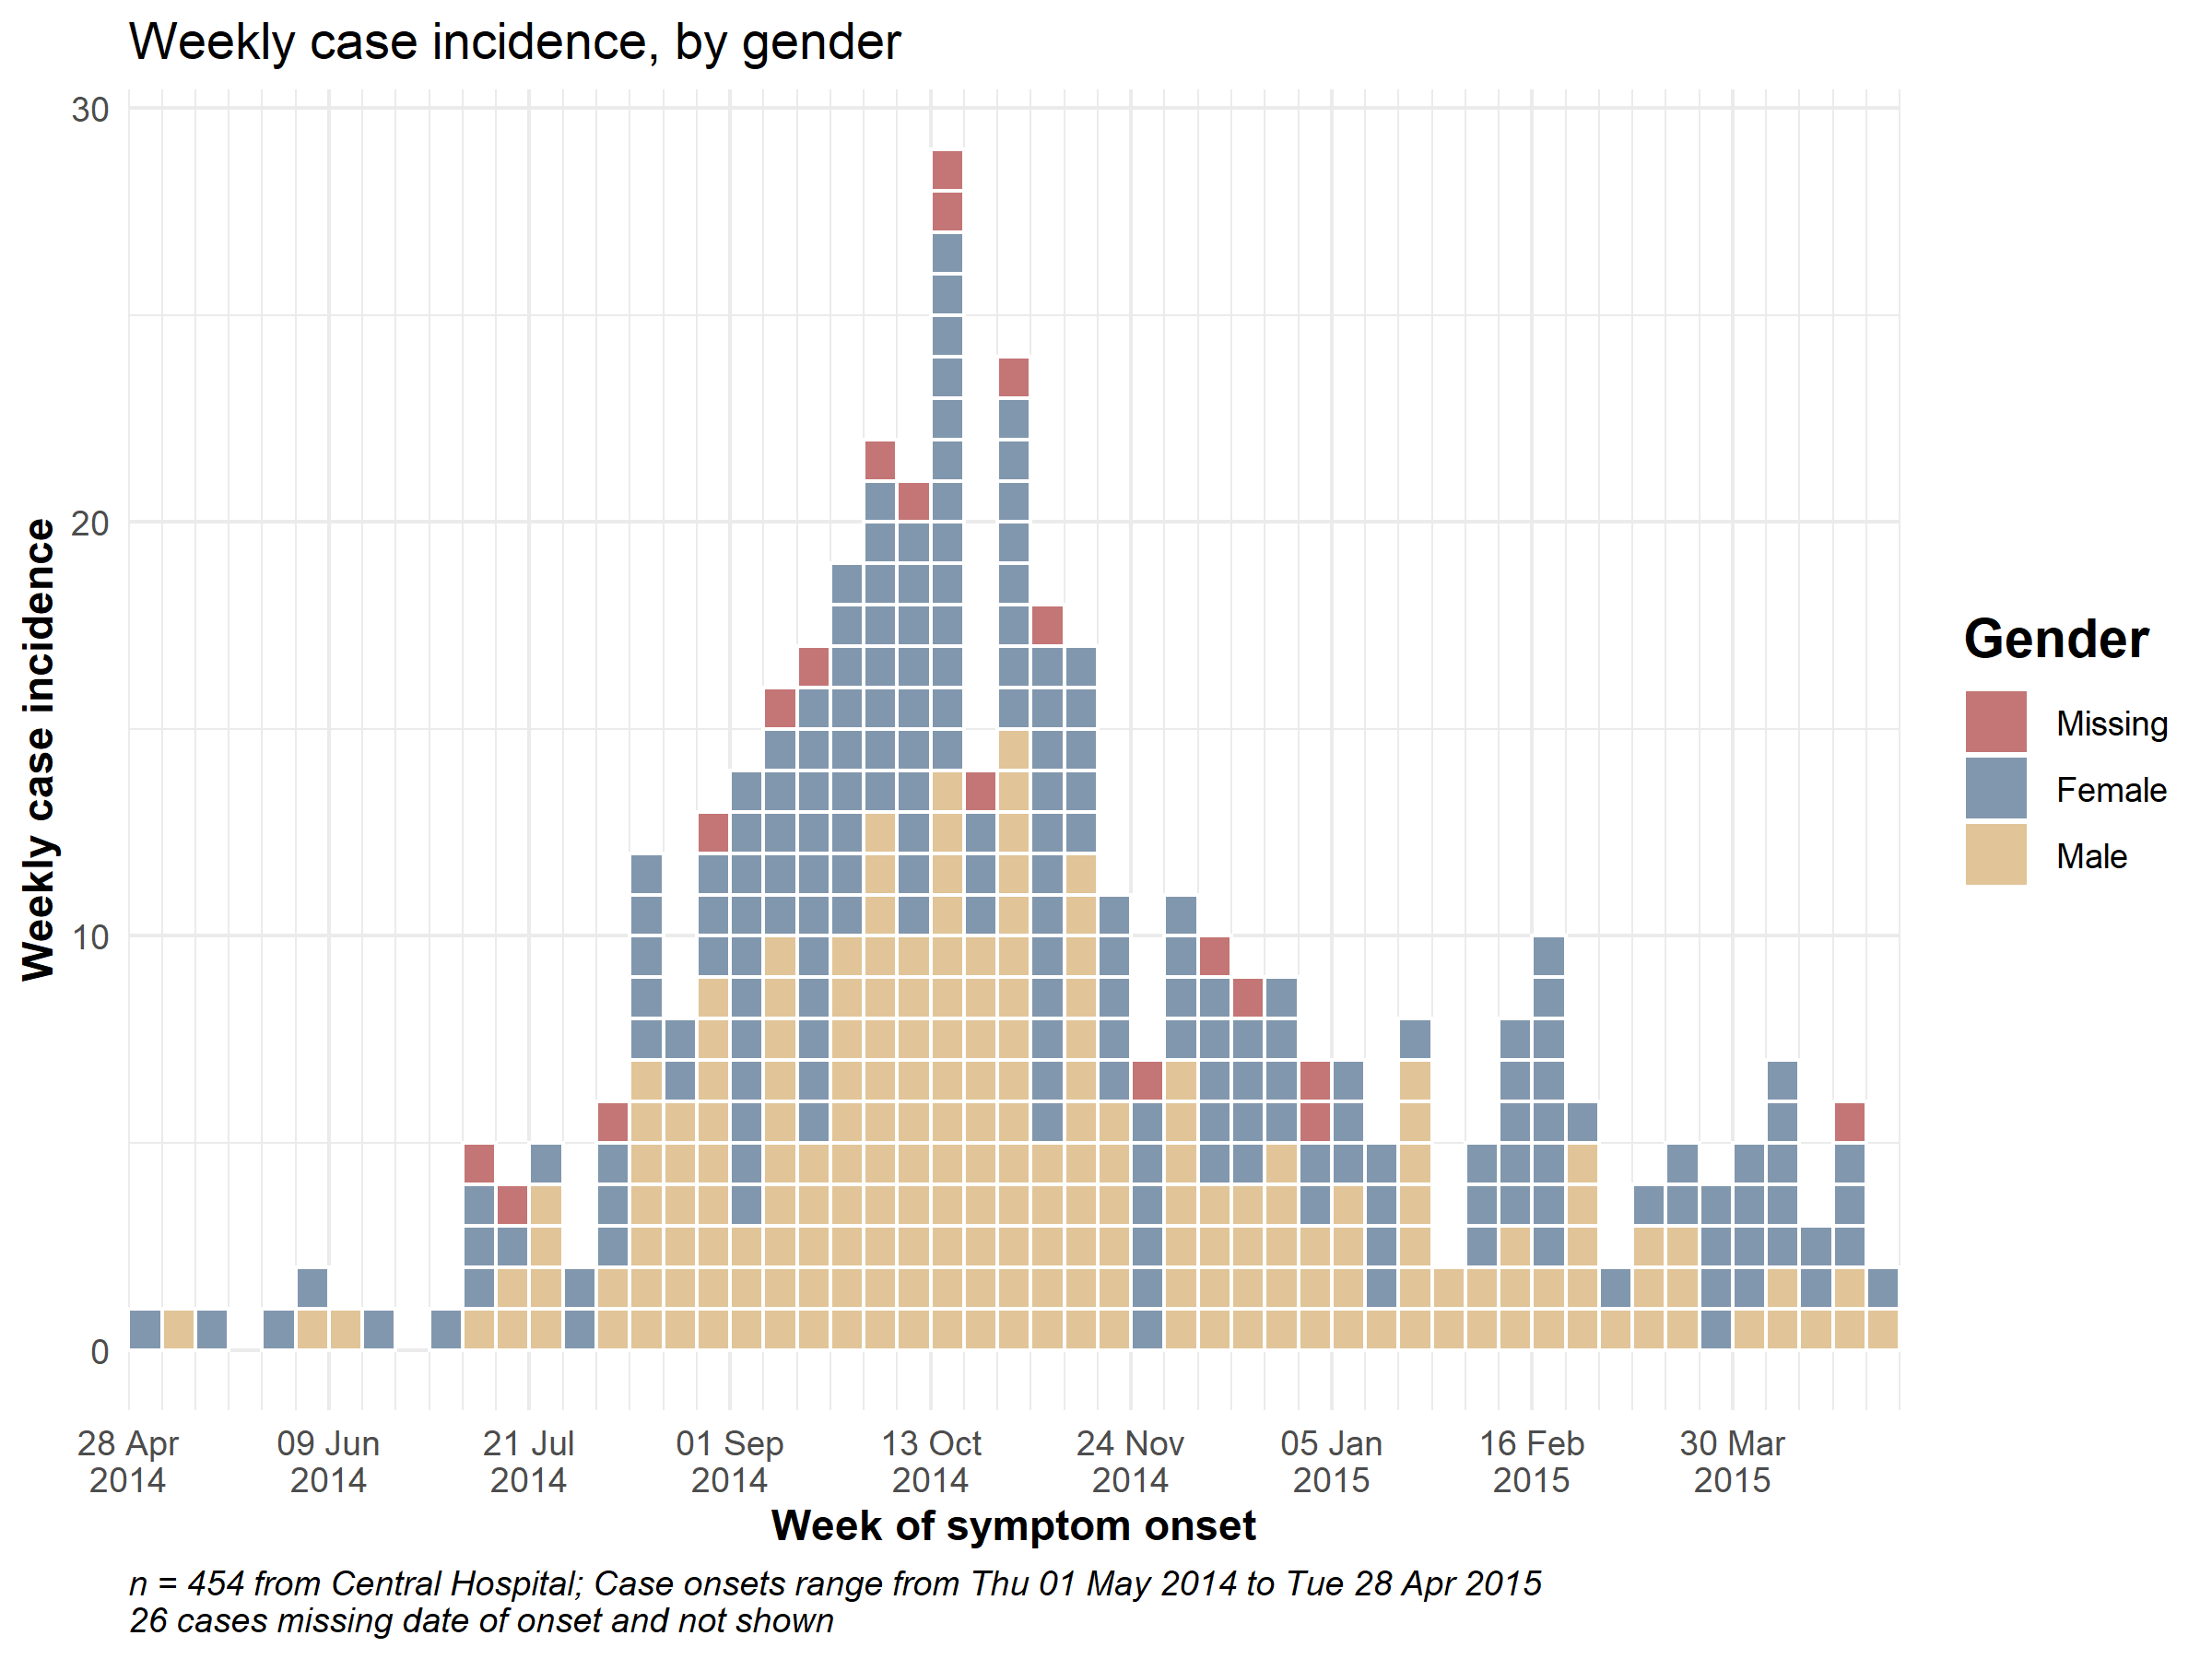 Weekly case incidence, by gender
30
20
10
0
Weekly case incidence
28 Apr 2014
09 Jun 2014
21 Jul 2014
01 Sep 2014
13 Oct 2014
24 Nov 2014
05 Jan 2015
16 Feb 2015
30 Mar 2015
Week of symptom onset
Gender
Missing
Female
Male
n = 454 from Central Hospital; Case onsets range from Thu 01 May 2014 to Tue 28 Apr 2015
26 cases missing date of onset and not shown